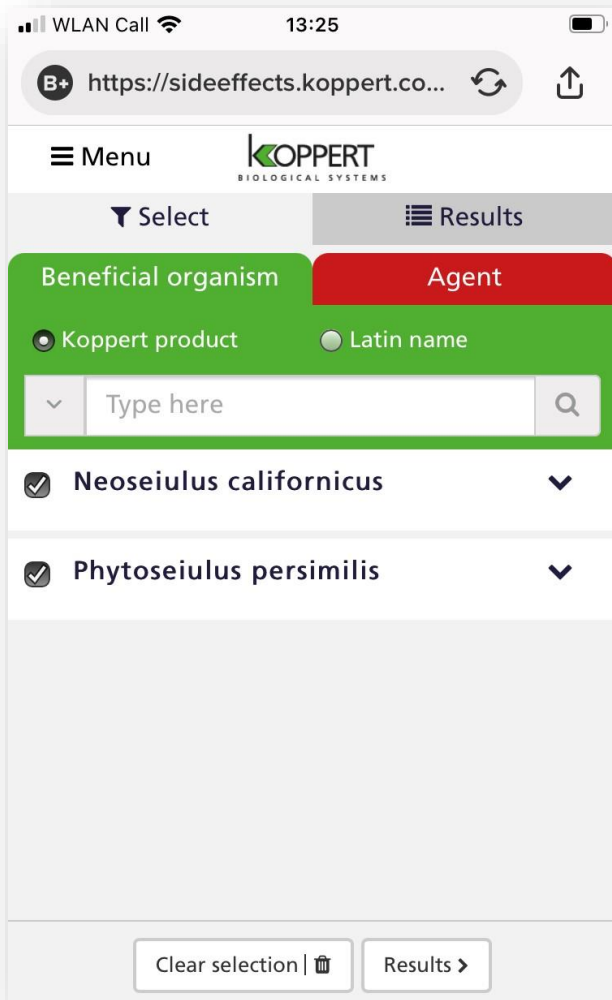 WLAN Call 13:25
B+ https://sideeffects.koppert.co...
Menu KOPPERT
BIOLOGICAL SYSTEMS
Select Results
Beneficial organism Agent
Koppert product Latin name
Type here
Neoseiulus californicus
Phytoseiulus persimilis
Clear selection | Results >